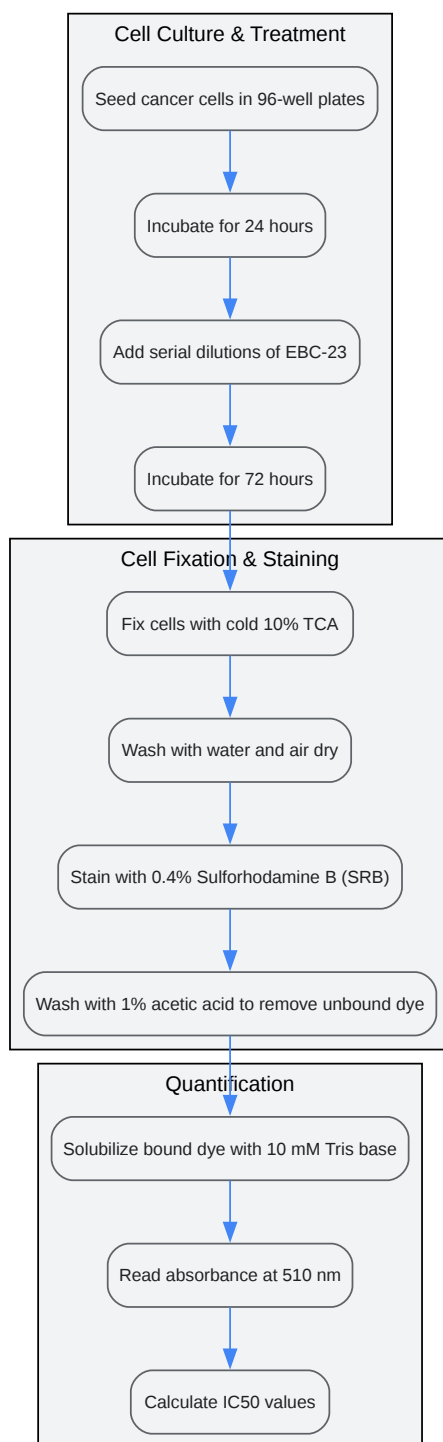 Cell Culture & Treatment
Seed cancer cells in 96-well plates
Incubate for 24 hours
Add serial dilutions of EBC-23
Incubate for 72 hours
Cell Fixation & Staining
Fix cells with cold 10% TCA
Wash with water and air dry
Stain with 0.4% Sulforhodamine B (SRB)
Wash with 1% acetic acid to remove unbound dye
Quantification
Solubilize bound dye with 10 mM Tris base
Read absorbance at 510 nm
Calculate IC50 values